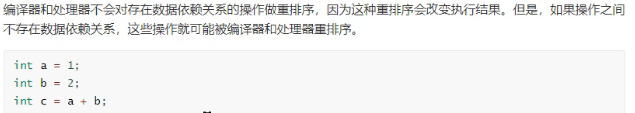 编译器和处理器不会对存在数据依赖关系的操作做重排序，因为这种重排序会改变执行结果。但是，如果操作之间
不存在数据依赖关系，这些操作就可能被编译器和处理器重排序。
int a = 1;
int b = 2;
int c = a + b;